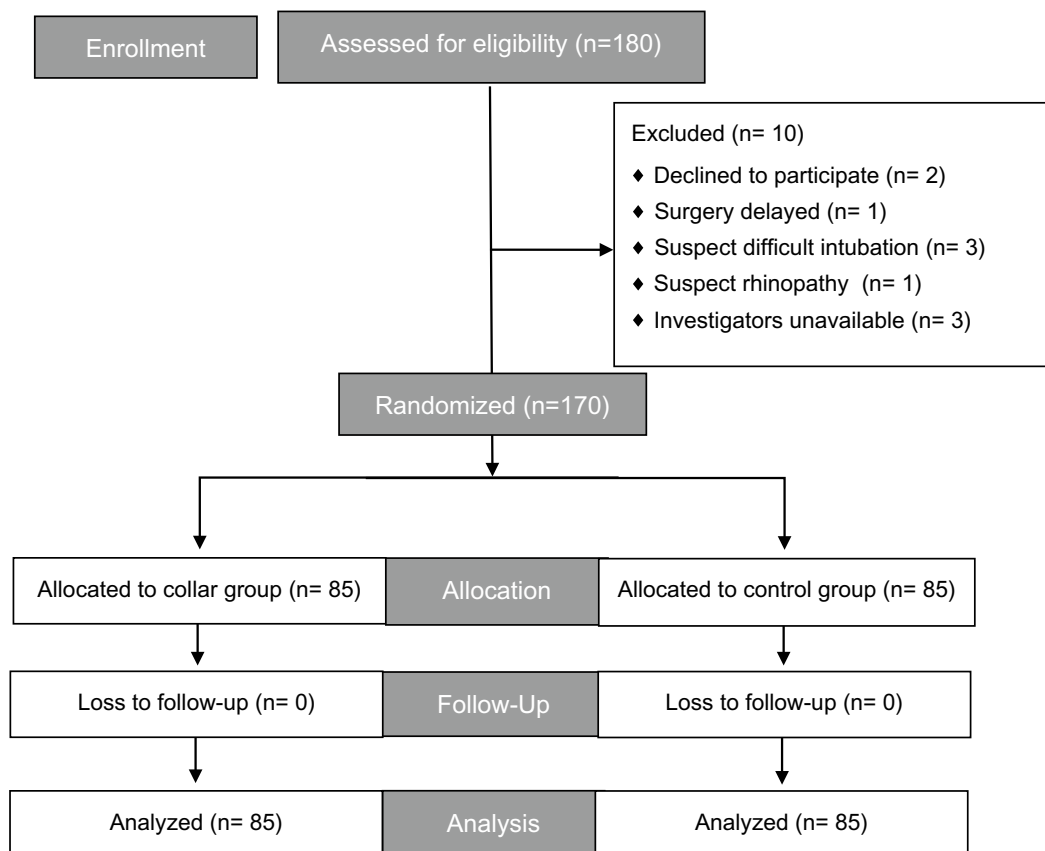 Enrollment
Assessed for eligibility (n=180)
Excluded (n= 10)
♦ Declined to participate (n= 2)
♦ Surgery delayed (n= 1)
♦ Suspect difficult intubation (n= 3)
♦ Suspect rhinopathy (n= 1)
♦ Investigators unavailable (n= 3)
Randomized (n=170)
Allocated to collar group (n= 85)
Allocation
Allocated to control group (n= 85)
Loss to follow-up (n= 0)
Follow-Up
Loss to follow-up (n= 0)
Analyzed (n= 85)
Analysis
Analyzed (n= 85)